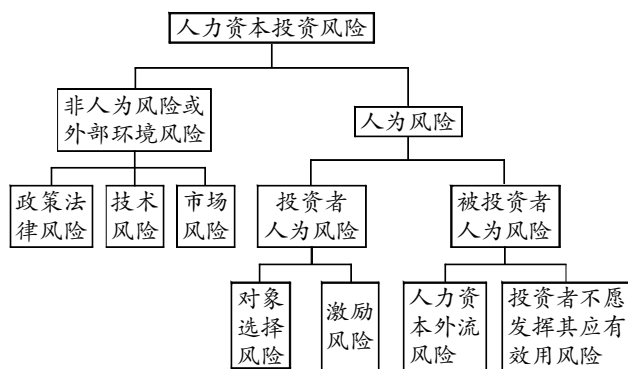 人力资本投资风险
非人为风险或
外部环境风险
人为风险
政策法
律风险
技术
风险
市场
风险
投资者
人为风险
被投资者
人为风险
对象
选择
风险
激励
风险
人力资
本外流
风险
投资者不愿
发挥其应有
效用风险